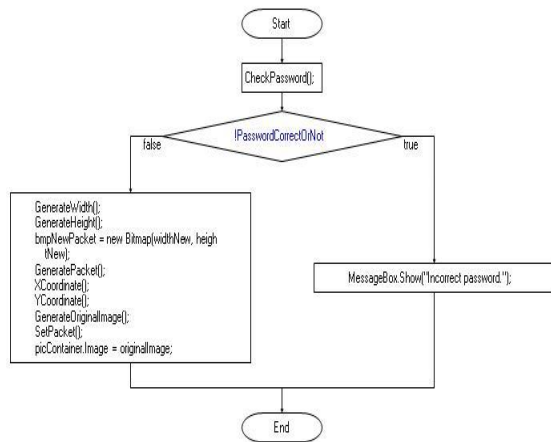 Start
CheckPassword();
!PasswordCorrectOrNot
false
true
GenerateWidth();
GenerateHeight();
bmpNewPacket = new Bitmap(widthNew, heigh
tNew);
GeneratePacket();
XCoordinate();
YCoordinate();
GenerateOriginalImage();
SetPacket();
picContainer.Image = originalImage;
MessageBox.Show("Incorrect password.");
End